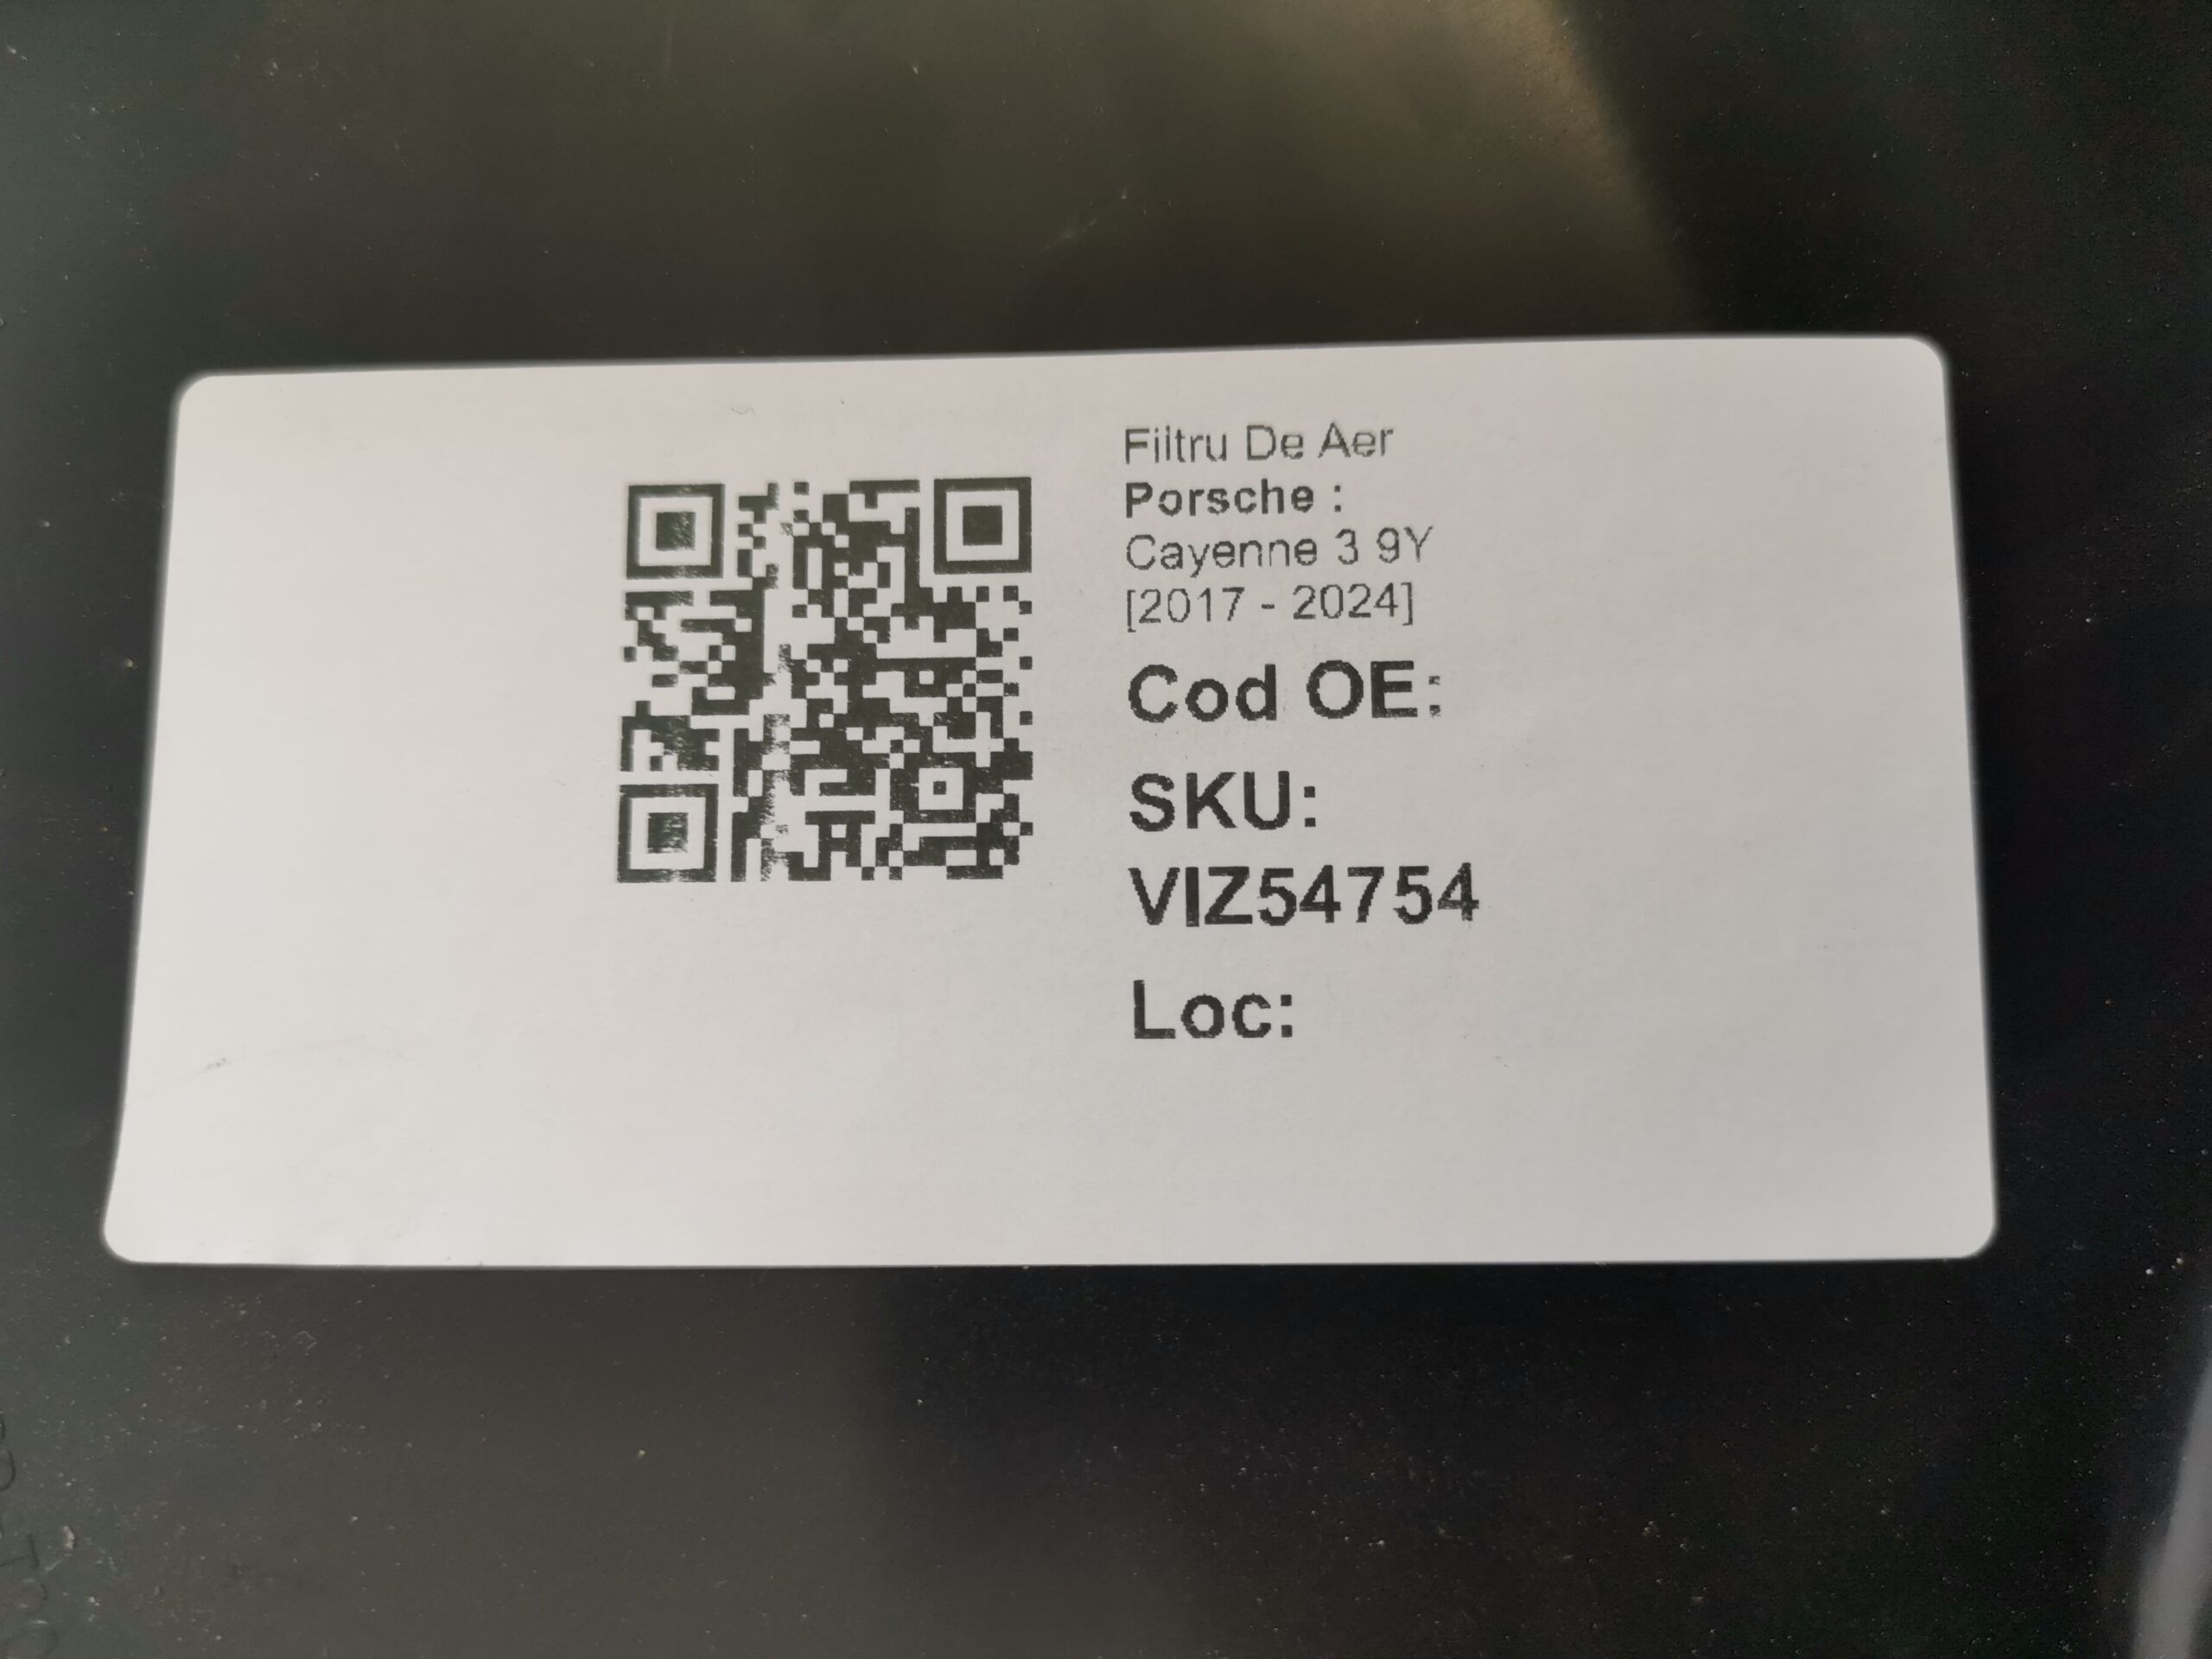 Filtru De Aer
Porsche :
Cayenne 3 9Y
[2017 - 2024]
Cod OE:
SKU:
VIZ54754
Loc: